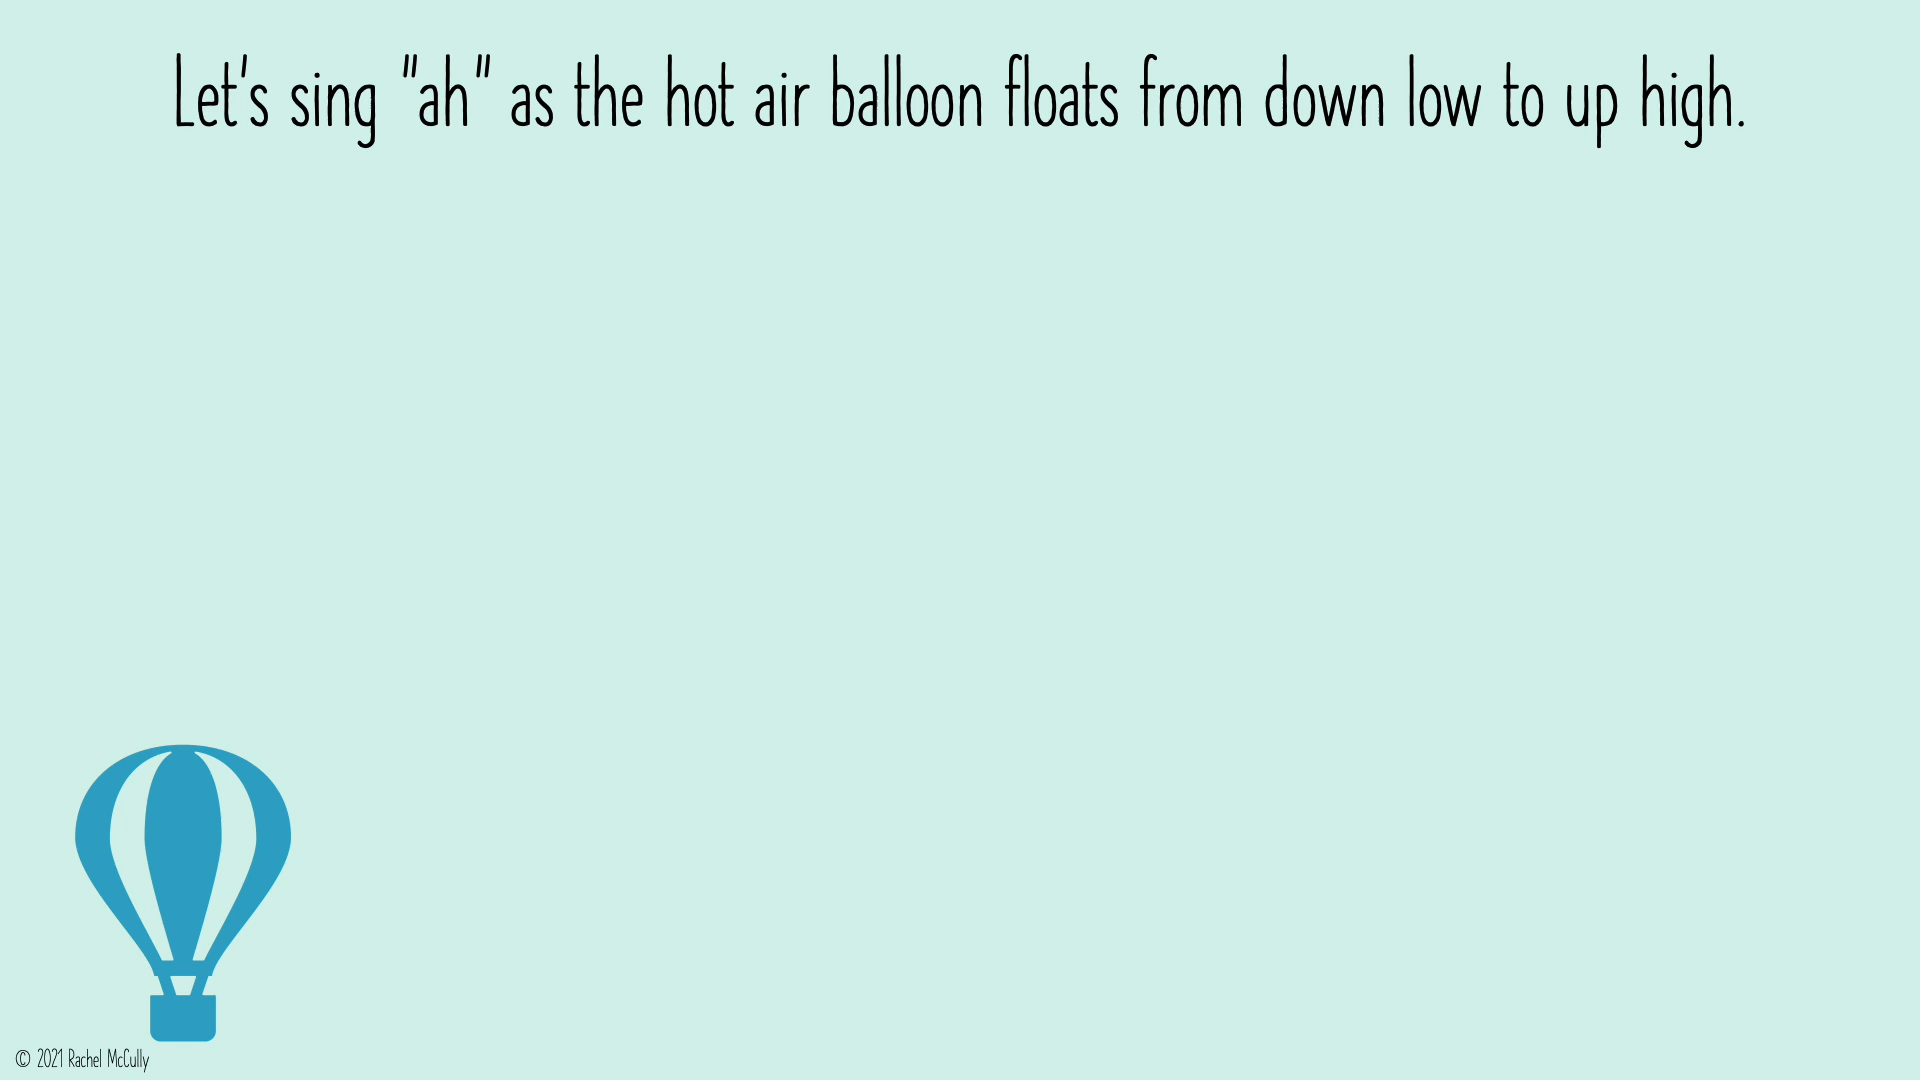 Let's sing "ah" as the hot air balloon floats from down low to up high.
© 2021 Rachel McCully